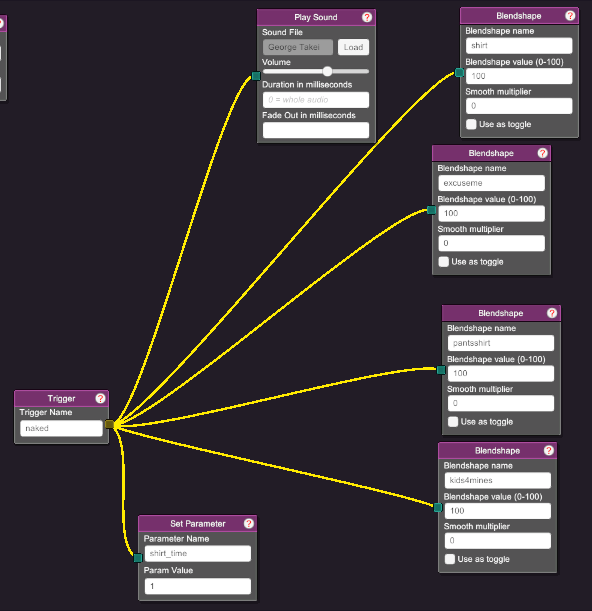 Play Sound ?
Sound File
George Takei Load
Volume
Duration in milliseconds
0 = whole audio
Fade Out in milliseconds
Blendshape ?
Blendshape name
shirt
Blendshape value (0-100)
100
Smooth multiplier
0
Use as toggle
Blendshape ?
Blendshape name
excuseme
Blendshape value (0-100)
100
Smooth multiplier
0
Use as toggle
Blendshape ?
Blendshape name
pantsshirt
Blendshape value (0-100)
100
Smooth multiplier
0
Use as toggle
Trigger ?
Trigger Name
naked
Blendshape ?
Blendshape name
kids4mines
Blendshape value (0-100)
100
Smooth multiplier
0
Use as toggle
Set Parameter ?
Parameter Name
shirt_time
Param Value
1